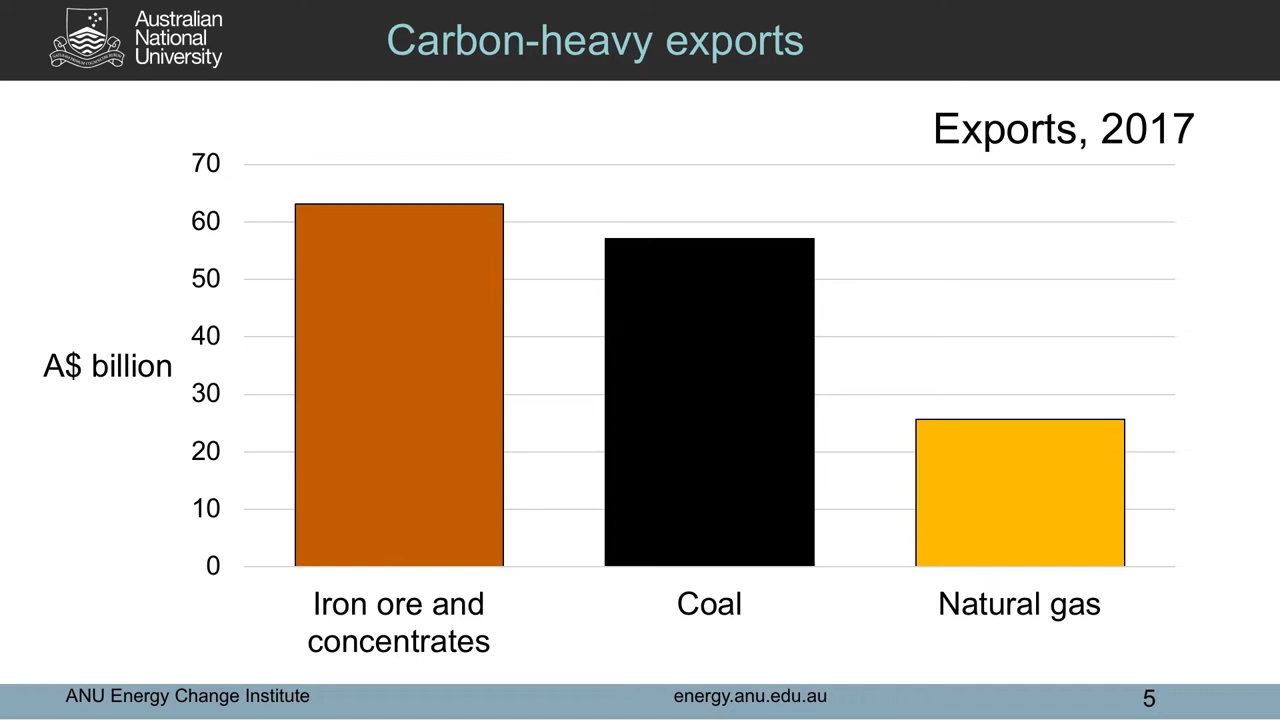 Australian
National
University
Carbon-heavy exports
Exports, 2017
70
60
50
40
A$ billion
30
20
10
0
Iron ore and
concentrates
Coal
Natural gas
ANU Energy Change Institute
energy.anu.edu.au
5